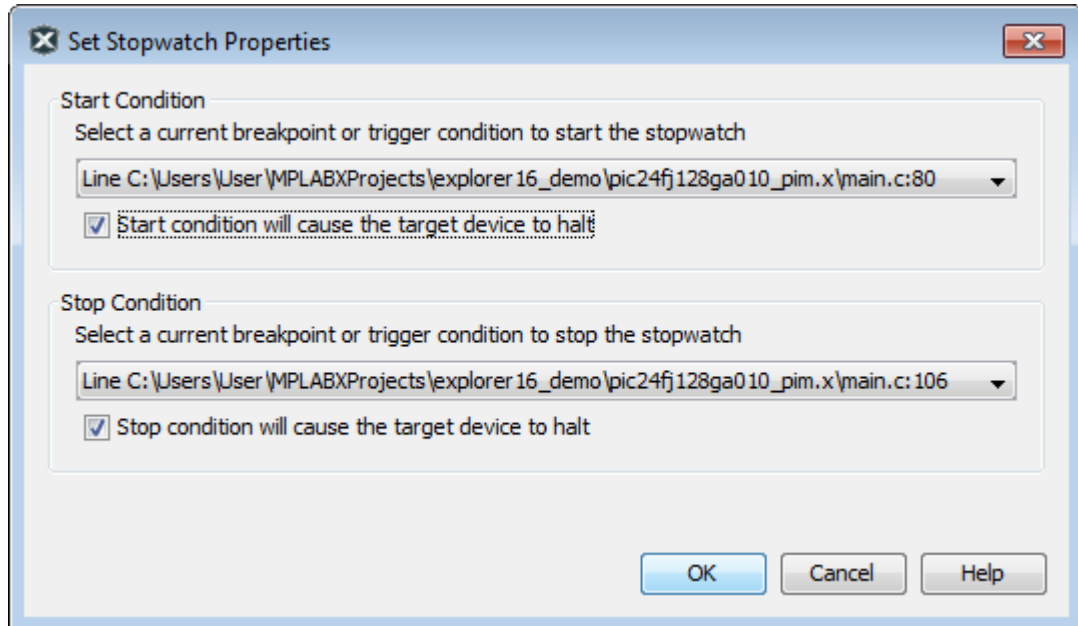 Set Stopwatch Properties
Start Condition
Select a current breakpoint or trigger condition to start the stopwatch
Line C:\Users\User\MPLABXProjects\explorer16_demo\pic24fj128ga010_pim.x\main.c:80
Start condition will cause the target device to halt
Stop Condition
Select a current breakpoint or trigger condition to stop the stopwatch
Line C:\Users\User\MPLABXProjects\explorer16_demo\pic24fj128ga010_pim.x\main.c:106
Stop condition will cause the target device to halt
OK Cancel Help